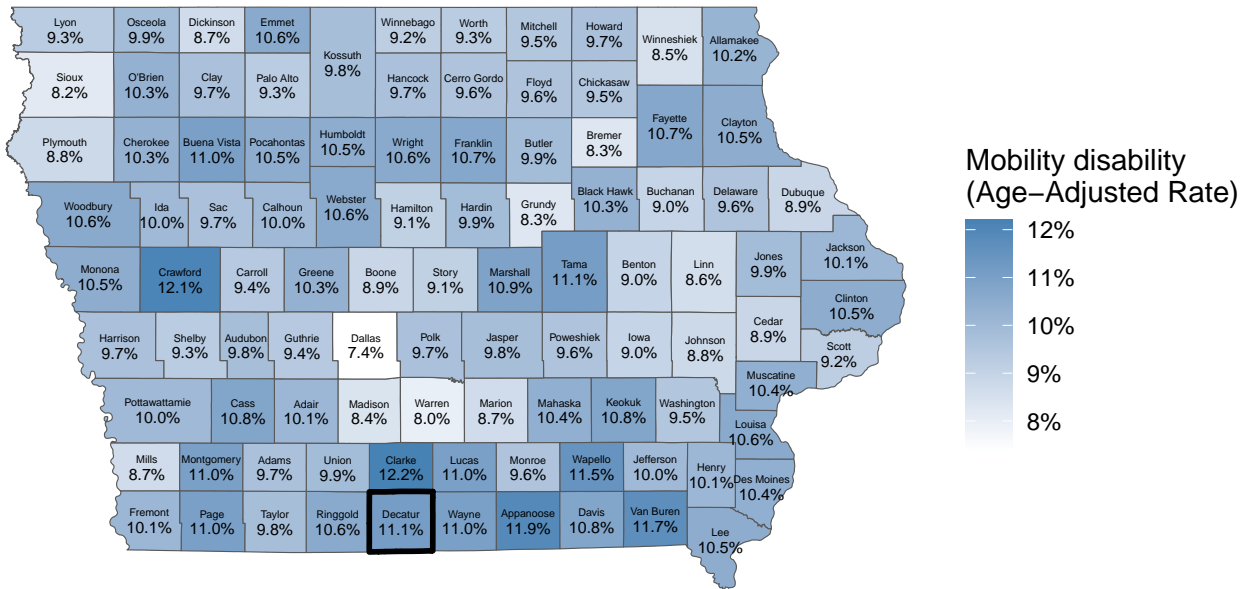 Lyon Osceola Dickinson Emmet Winnebago Worth Mitchell Howard Winneshiek Allamakee
9.3% 9.9% 8.7% 10.6% 9.2% 9.3% 9.5% 9.7% 8.5% 10.2%
Kossuth
9.8%
Sioux O'Brien Clay Palo Alto Hancock Cerro Gordo Floyd Chickasaw
8.2% 10.3% 9.7% 9.3% 9.7% 9.6% 9.6% 9.5%
Fayette Clayton
10.7% 10.5%
Plymouth Cherokee Buena Vista Pocahontas Humboldt Wright Franklin Butler Bremer
8.8% 10.3% 11.0% 10.5% 10.5% 10.6% 10.7% 9.9% 8.3%
Woodbury Ida Sac Calhoun Webster Hamilton Hardin Grundy Black Hawk Buchanan Delaware Dubuque
10.6% 10.0% 9.7% 10.0% 10.6% 9.1% 9.9% 8.3% 10.3% 9.0% 9.6% 8.9%
Monona Crawford Carroll Greene Boone Story Marshall Tama Benton Linn Jones Jackson
10.5% 12.1% 9.4% 10.3% 8.9% 9.1% 10.9% 11.1% 9.0% 8.6% 9.9% 10.1%
Clinton
10.5%
Harrison Shelby Audubon Guthrie Dallas Polk Jasper Poweshiek Iowa Johnson Cedar Scott
9.7% 9.3% 9.8% 9.4% 7.4% 9.7% 9.8% 9.6% 9.0% 8.8% 8.9% 9.2%
Muscatine
10.4%
Pottawattamie Cass Adair Madison Warren Marion Mahaska Keokuk Washington
10.0% 10.8% 10.1% 8.4% 8.0% 8.7% 10.4% 10.8% 9.5%
Louisa
10.6%
Mills Montgomery Adams Union Clarke Lucas Monroe Wapello Jefferson Henry Des Moines
8.7% 11.0% 9.7% 9.9% 12.2% 11.0% 9.6% 11.5% 10.0% 10.1% 10.4%
Fremont Page Taylor Ringgold Decatur Wayne Appanoose Davis Van Buren Lee
10.1% 11.0% 9.8% 10.6% 11.1% 11.0% 11.9% 10.8% 11.7% 10.5%
Mobility disability
(Age−Adjusted Rate)
12%
11%
10%
9%
8%